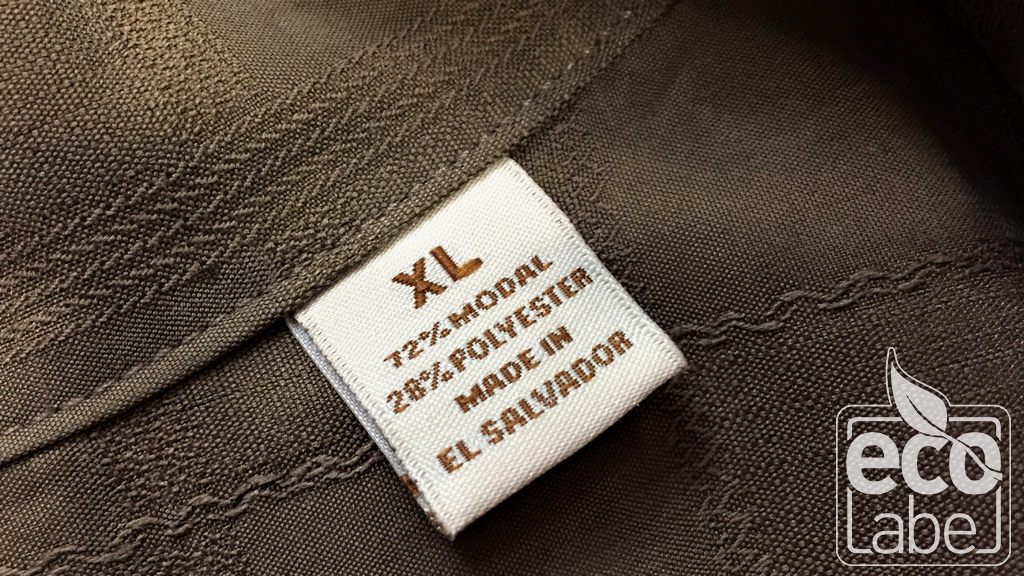 XL
72% MODAL
28% POLYESTER
MADE IN
EL SALVADOR
eco
Label